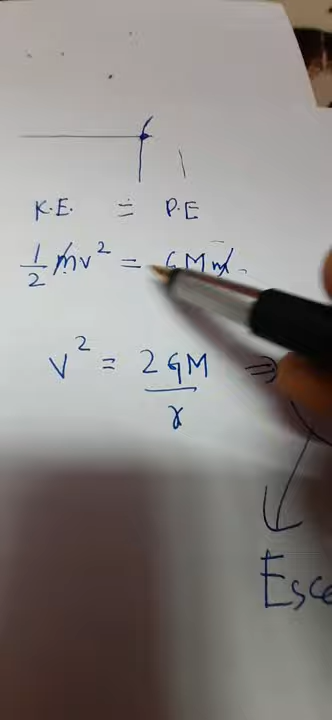 K.E. = P.E
1/2 mv² = GMm
V² = 2GM/r ⇒
Esc